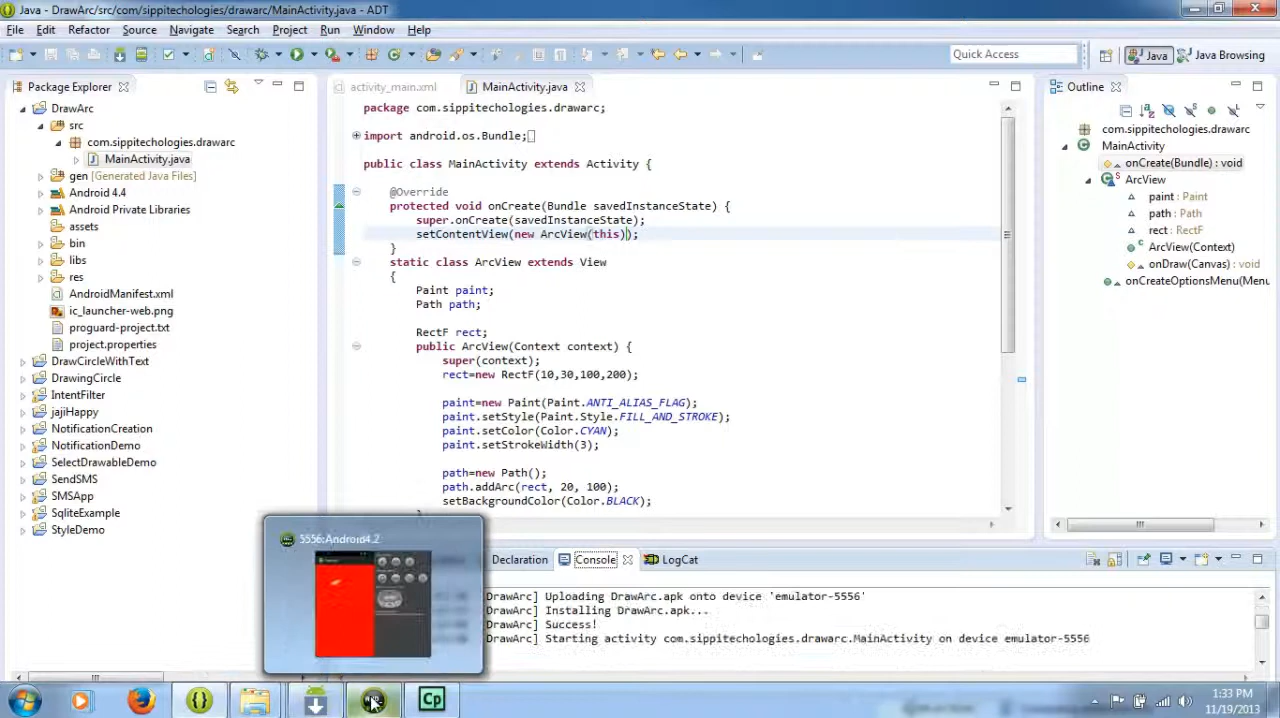 Java - DrawArc/src/com/sippitechologies/drawarc/MainActivity.java - ADT
File Edit Refactor Source Navigate Search Project Run Window Help
Quick Access
Java
Java Browsing
Package Explorer
DrawArc
src
com.sippitechologies.drawarc
MainActivity.java
gen [Generated Java Files]
Android 4.4
Android Private Libraries
assets
bin
libs
res
AndroidManifest.xml
ic_launcher-web.png
proguard-project.txt
project.properties
DrawCircleWithText
DrawingCircle
IntentFilter
jajiHappy
NotificationCreation
NotificationDemo
SelectDrawableDemo
SendSMS
SMSApp
SqliteExample
StyleDemo
activity_main.xml
MainActivity.java
package com.sippitechologies.drawarc;
import android.os.Bundle;
public class MainActivity extends Activity {
@Override
protected void onCreate(Bundle savedInstanceState) {
super.onCreate(savedInstanceState);
setContentView(new ArcView(this));
}
static class ArcView extends View
{
Paint paint;
Path path;
RectF rect;
public ArcView(Context context) {
super(context);
rect=new RectF(10,30,100,200);
paint=new Paint(Paint.ANTI_ALIAS_FLAG);
paint.setStyle(Paint.Style.FILL_AND_STROKE);
paint.setColor(Color.CYAN);
paint.setStrokeWidth(3);
path=new Path();
path.addArc(rect, 20, 100);
setBackgroundColor(Color.BLACK);
Outline
com.sippitechologies.drawarc
MainActivity
onCreate(Bundle) : void
ArcView
paint : Paint
path : Path
rect : RectF
ArcView(Context)
onDraw(Canvas) : void
onCreateOptionsMenu(Menu
Declaration
Console
LogCat
DrawArc] Uploading DrawArc.apk onto device 'emulator-5556'
DrawArc] Installing DrawArc.apk...
DrawArc] Success!
DrawArc] Starting activity com.sippitechologies.drawarc.MainActivity on device emulator-5556
5556:Android4.2
Cp
1:33 PM
11/19/2013